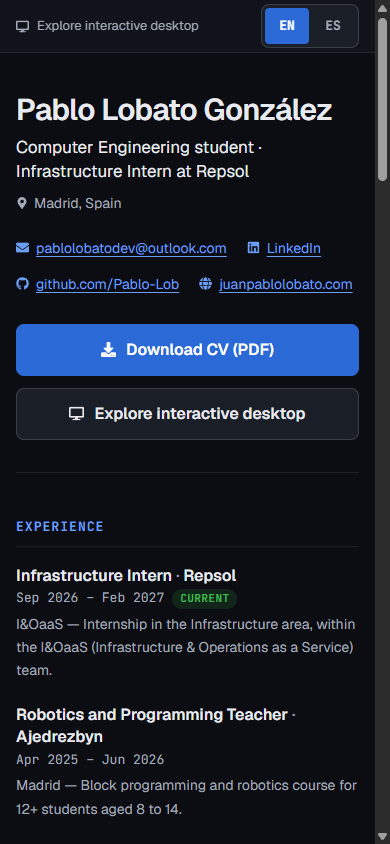 Explore interactive desktop
EN ES
Pablo Lobato González
Computer Engineering student ·
Infrastructure Intern at Repsol
Madrid, Spain
pablolobatodev@outlook.com LinkedIn
github.com/Pablo-Lob juanpablolobato.com
Download CV (PDF)
Explore interactive desktop
EXPERIENCE
Infrastructure Intern · Repsol
Sep 2026 – Feb 2027 CURRENT
I&OaaS — Internship in the Infrastructure area, within
the I&OaaS (Infrastructure & Operations as a Service)
team.
Robotics and Programming Teacher ·
Ajedrezbyn
Apr 2025 – Jun 2026
Madrid — Block programming and robotics course for
12+ students aged 8 to 14.